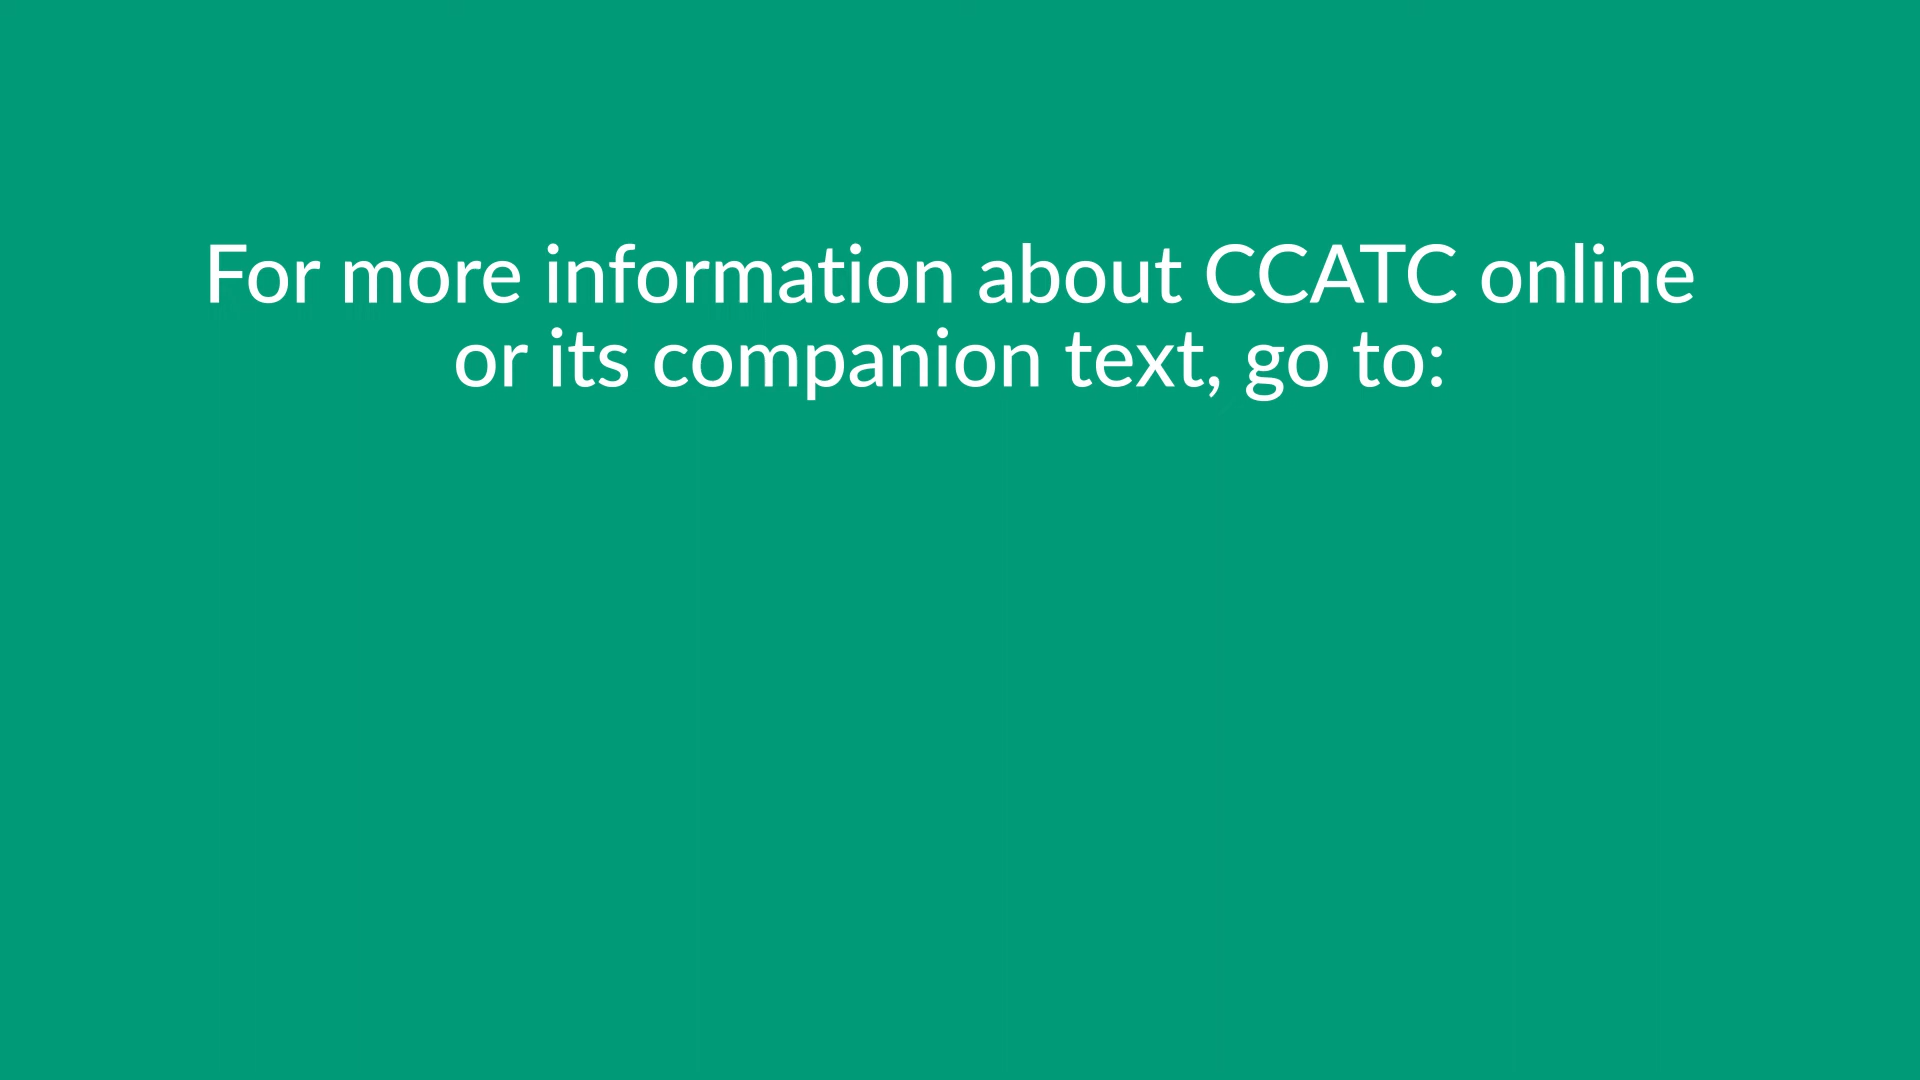 For more information about CCATC online
or its companion text, go to: